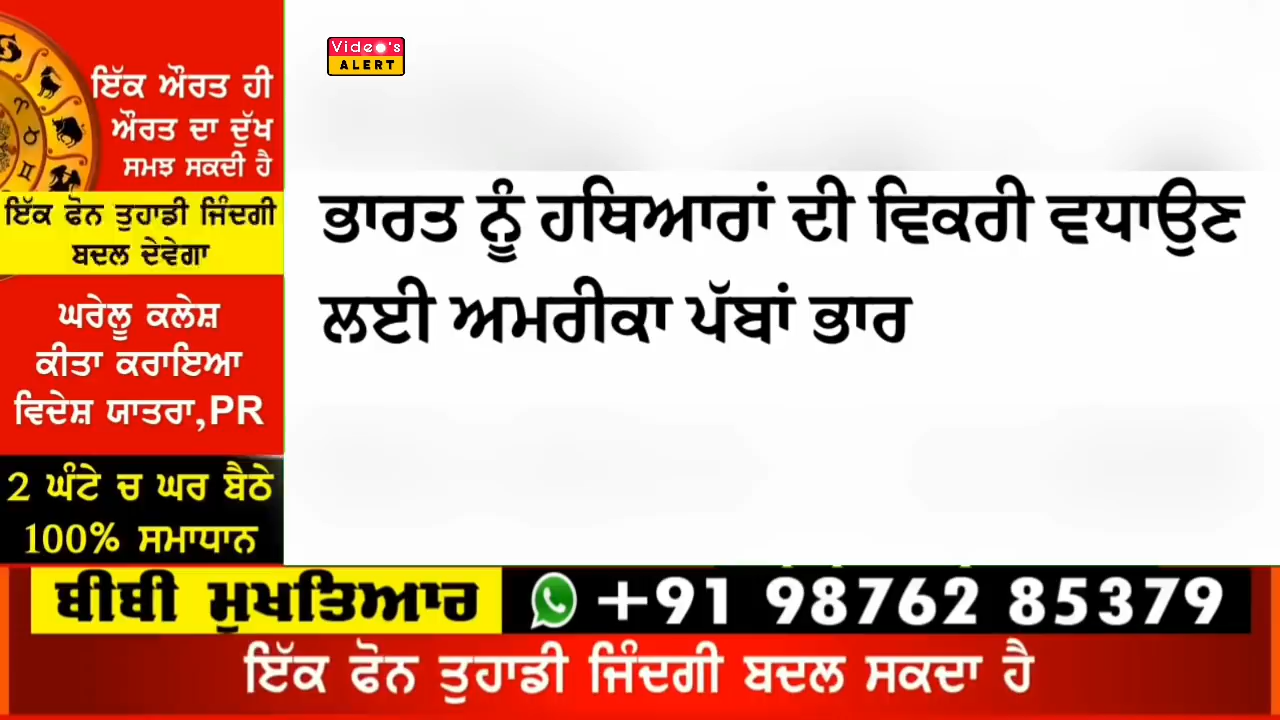 Video's
ALERT
ਇੱਕ ਔਰਤ ਹੀ
ਔਰਤ ਦਾ ਦੁੱਖ
ਸਮਝ ਸਕਦੀ ਹੈ
ਇੱਕ ਫੋਨ ਤੁਹਾਡੀ ਜਿੰਦਗੀ
ਬਦਲ ਦੇਵੇਗਾ
ਘਰੇਲੂ ਕਲੇਸ਼
ਕੀਤਾ ਕਰਾਇਆ
ਵਿਦੇਸ਼ ਯਾਤਰਾ,PR
2 ਘੰਟੇ ਚ ਘਰ ਬੈਠੇ
100% ਸਮਾਧਾਨ
ਭਾਰਤ ਨੂੰ ਹਥਿਆਰਾਂ ਦੀ ਵਿਕਰੀ ਵਧਾਉਣ
ਲਈ ਅਮਰੀਕਾ ਪੱਬਾਂ ਭਾਰ
ਬੀਬੀ ਮੁਖਤਿਆਰ +91 98762 85379
ਇੱਕ ਫੋਨ ਤੁਹਾਡੀ ਜਿੰਦਗੀ ਬਦਲ ਸਕਦਾ ਹੈ